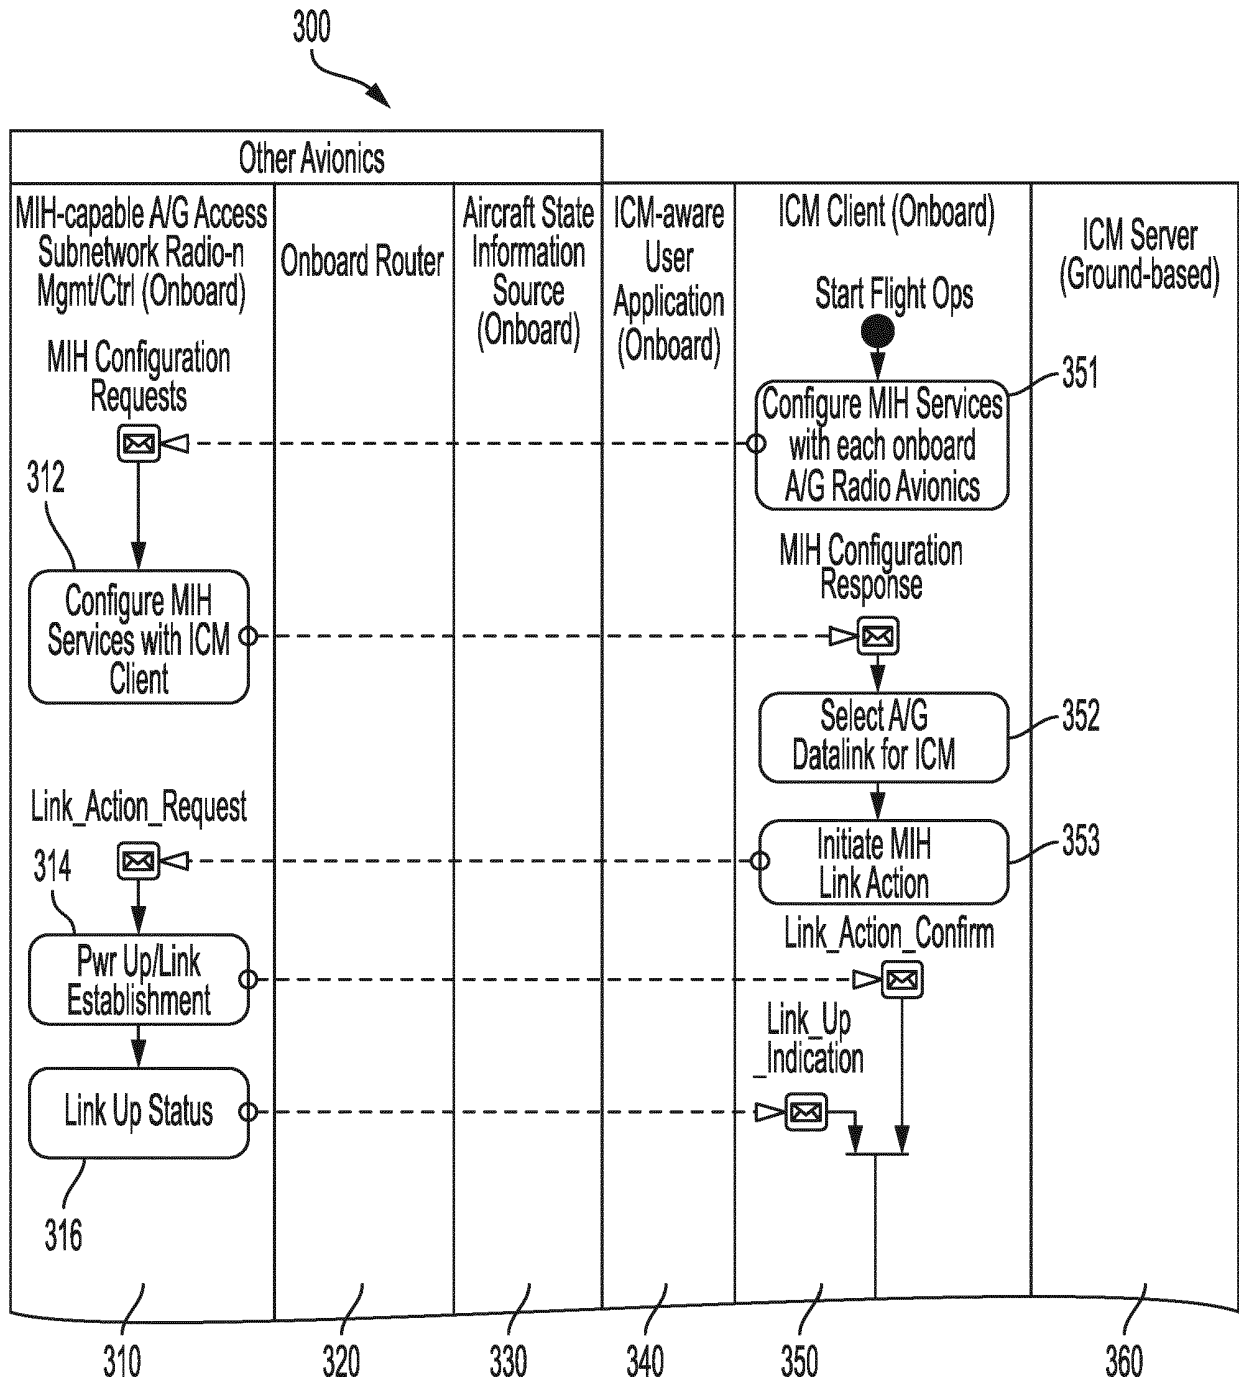 300
Other Avionics
MIH-capable A/G Access
Subnetwork Radio-n
Mgmt/Ctrl (Onboard)
Onboard Router
Aircraft State
Information
Source
(Onboard)
ICM-aware
User
Application
(Onboard)
ICM Client (Onboard)
ICM Server
(Ground-based)
Start Flight Ops
MIH Configuration
Requests
351
Configure MIH Services
with each onboard
A/G Radio Avionics
312
MIH Configuration
Response
Configure MIH
Services with ICM
Client
Select A/G
Datalink for ICM
352
Link_Action_Request
Initiate MIH
Link Action
353
314
Link_Action_Confirm
Pwr Up/Link
Establishment
Link_Up
_Indication
Link Up Status
316
310
320
330
340
350
360